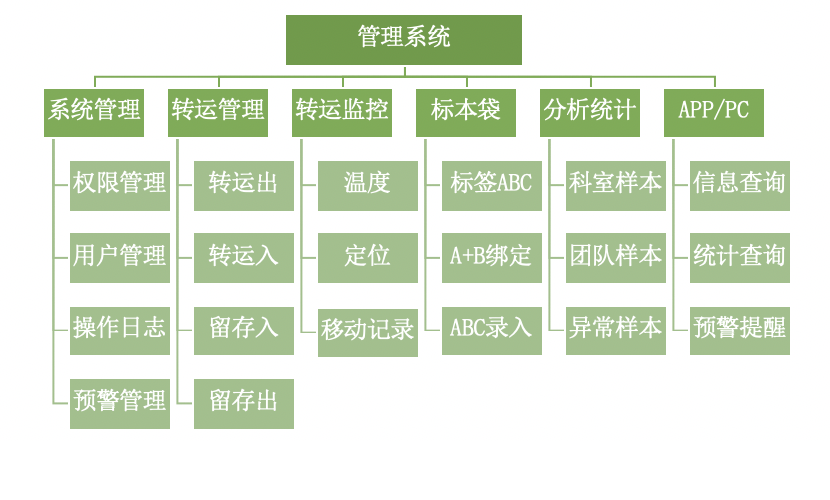 管理系统
系统管理
转运管理
转运监控
标本袋
分析统计
APP/PC
权限管理
转运出
温度
标签ABC
科室样本
信息查询
用户管理
转运入
定位
A+B绑定
团队样本
统计查询
操作日志
留存入
移动记录
ABC录入
异常样本
预警提醒
预警管理
留存出